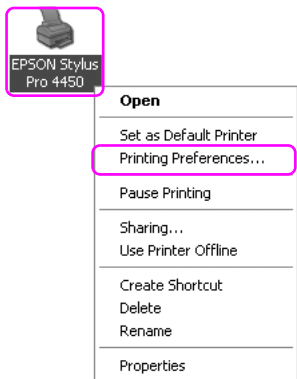 EPSON Stylus
Pro 4450
Open
Set as Default Printer
Printing Preferences...
Pause Printing
Sharing...
Use Printer Offline
Create Shortcut
Delete
Rename
Properties